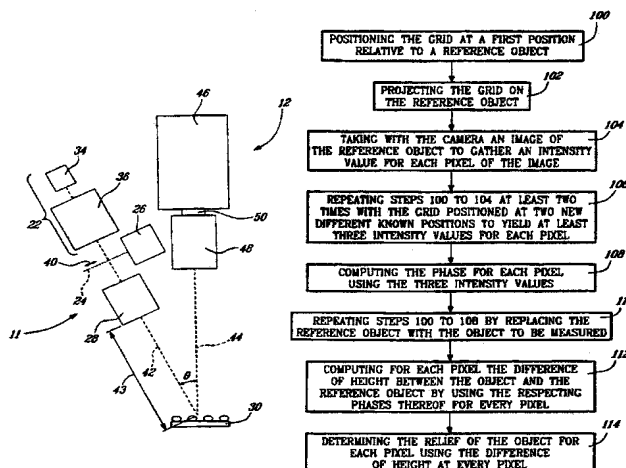 46
12
34
36
22
26
50
48
40
24
11
28
44
42
43
θ
30
100
POSITIONING THE GRID AT A FIRST POSITION
RELATIVE TO A REFERENCE OBJECT
102
PROJECTING THE GRID ON
THE REFERENCE OBJECT
104
TAKING WITH THE CAMERA AN IMAGE OF
THE REFERENCE OBJECT TO GATHER AN INTENSITY
VALUE FOR EACH PIXEL OF THE IMAGE
106
REPEATING STEPS 100 TO 104 AT LEAST TWO
TIMES WITH THE GRID POSITIONED AT TWO NEW
DIFFERENT KNOWN POSITIONS TO YIELD AT LEAST
THREE INTENSITY VALUES FOR EACH PIXEL
108
COMPUTING THE PHASE FOR EACH PIXEL
USING THE THREE INTENSITY VALUES
11
REPEATING STEPS 100 TO 108 BY REPLACING THE
REFERENCE OBJECT WITH THE OBJECT TO BE MEASURED
112
COMPUTING FOR EACH PIXEL THE DIFFERENCE
OF HEIGHT BETWEEN THE OBJECT AND THE
REFERENCE OBJECT BY USING THE RESPECTING
PHASES THEREOF FOR EVERY PIXEL
114
DETERMINING THE RELIEF OF THE OBJECT FOR
EACH PIXEL USING THE DIFFERENCE
OF HEIGHT AT EVERY PIXEL